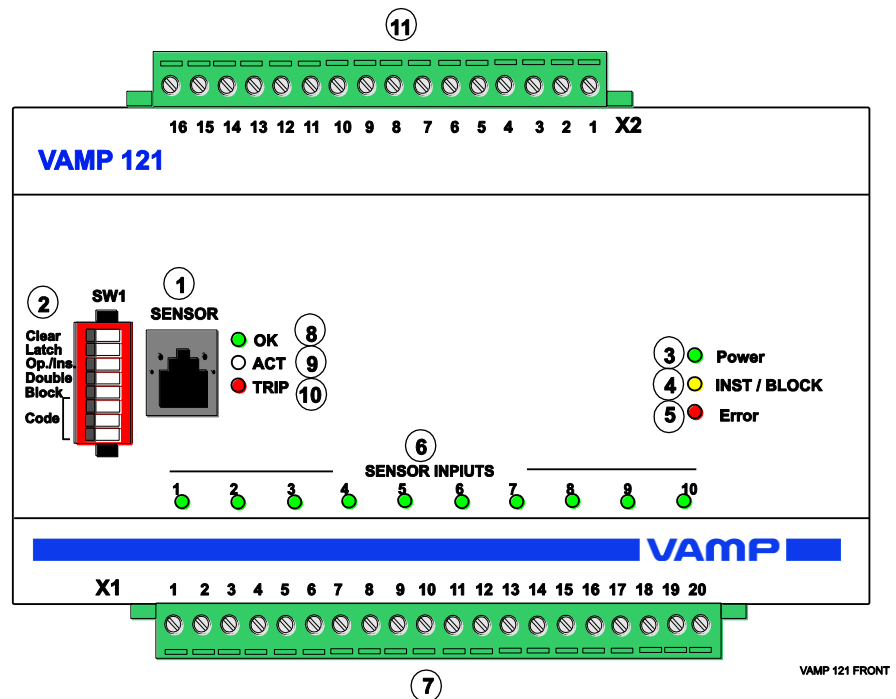 11
16 15 14 13 12 11 10 9 8 7 6 5 4 3 2 1 X2
VAMP 121
2
SW1
Clear
Latch
Op./Ins.
Double
Block
Code
1
SENSOR
OK 8
ACT 9
TRIP 10
3 Power
4 INST / BLOCK
5 Error
6
SENSOR INPIUTS
1 2 3 4 5 6 7 8 9 10
VAMP
X1 1 2 3 4 5 6 7 8 9 10 11 12 13 14 15 16 17 18 19 20
7
VAMP 121 FRONT